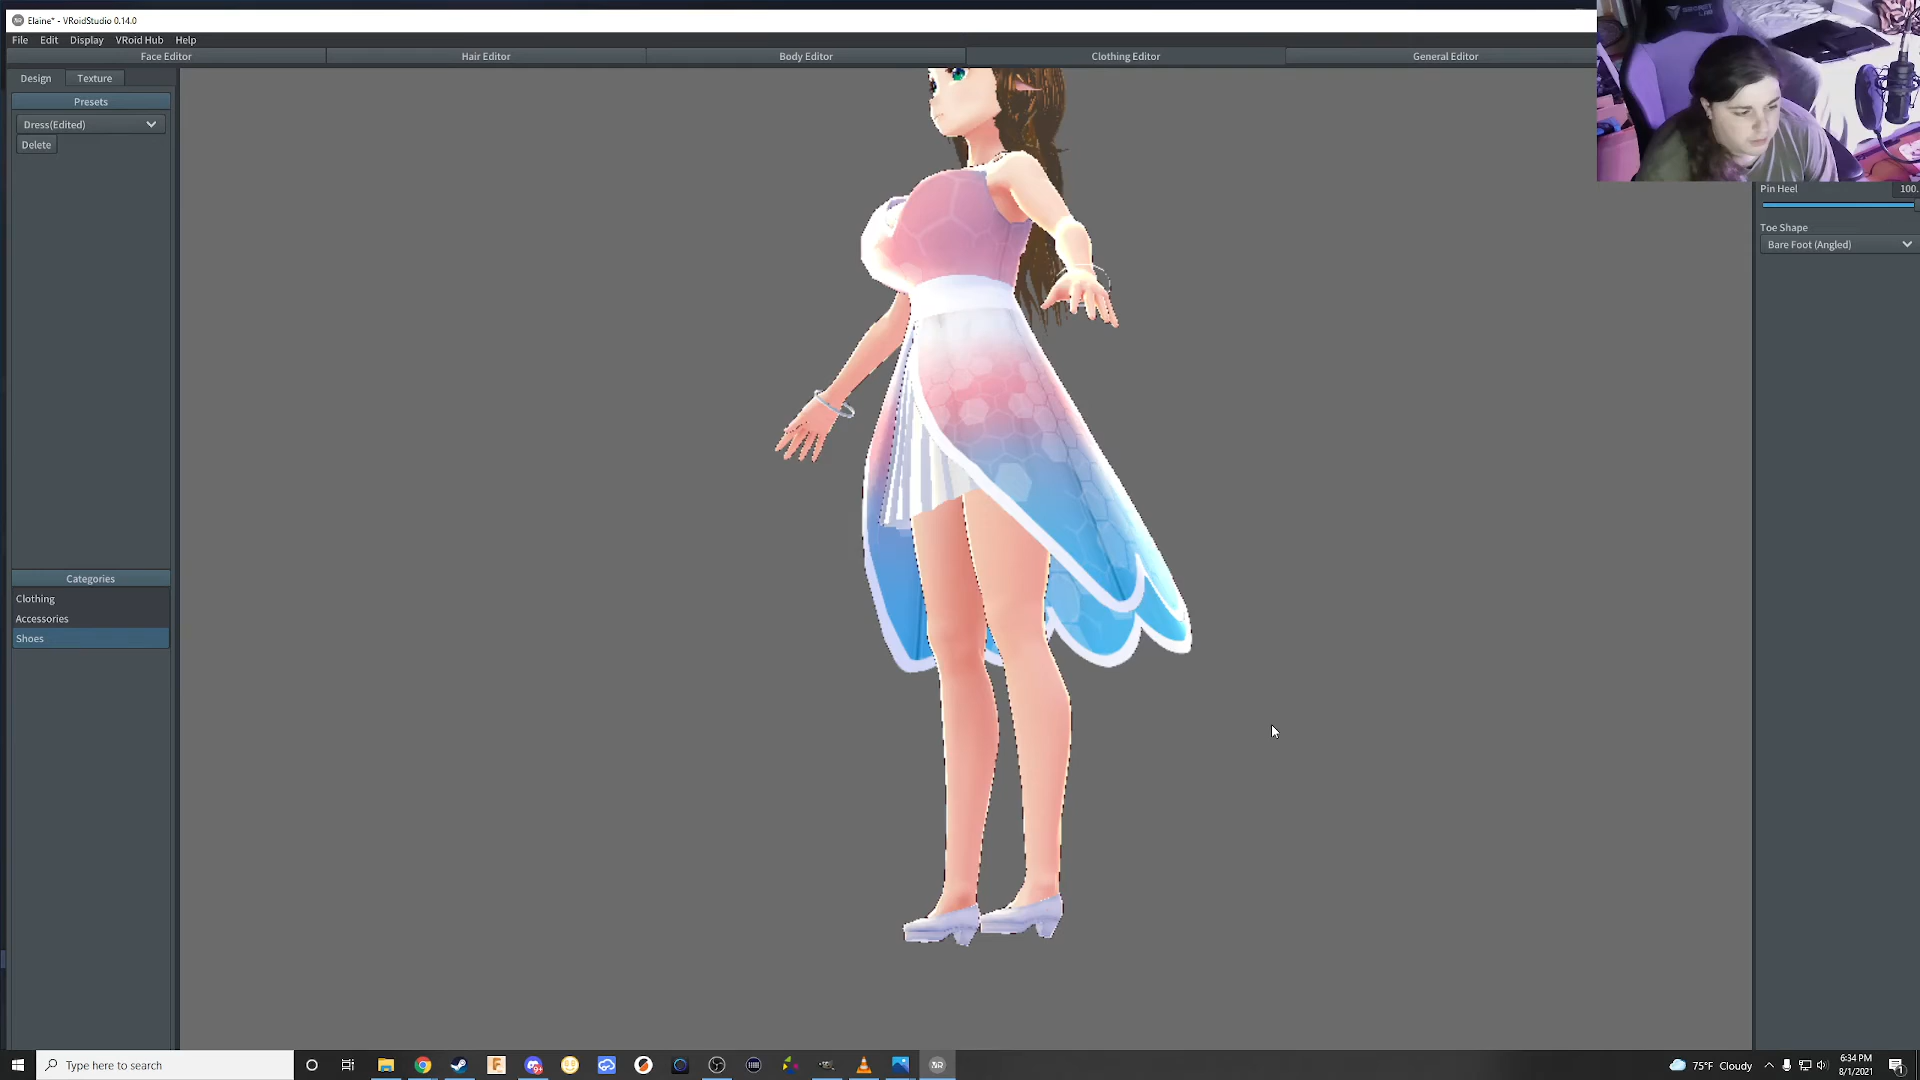 Elaine* - VRoidStudio 0.14.0
File Edit Display VRoid Hub Help
Face Editor Hair Editor Body Editor Clothing Editor General Editor
Design Texture
Presets
Dress(Edited)
Delete
Pin Heel 100.
Toe Shape
Bare Foot (Angled)
Categories
Clothing
Accessories
Shoes
Type here to search
75°F Cloudy
6:34 PM
8/1/2021